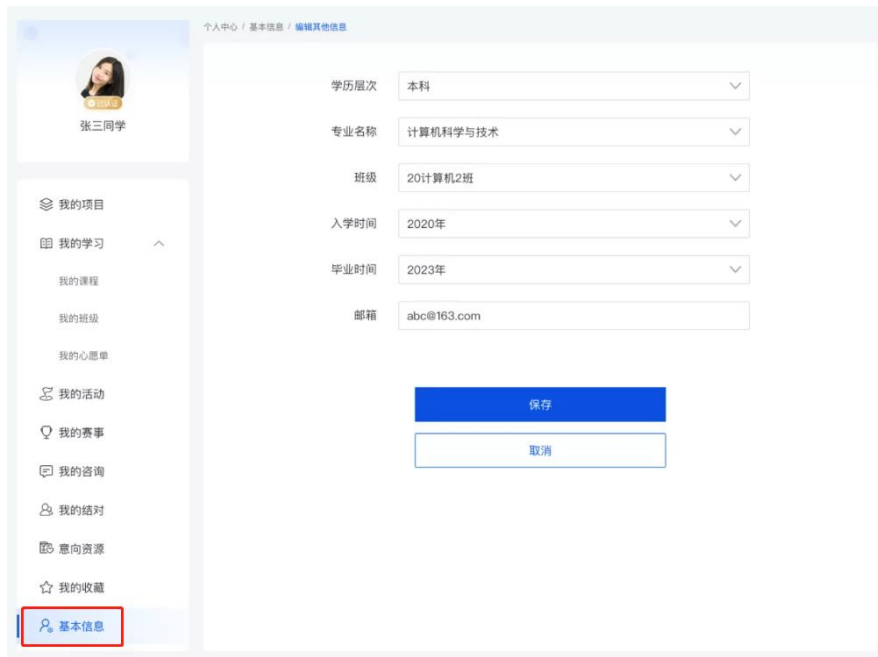 个人中心 / 基本信息 / 编辑其他信息
已认证
张三同学
我的项目
我的学习
我的课程
我的班级
我的心愿单
我的活动
我的赛事
我的咨询
我的结对
意向资源
我的收藏
基本信息
学历层次 本科
专业名称 计算机科学与技术
班级 20计算机2班
入学时间 2020年
毕业时间 2023年
邮箱 abc@163.com
保存
取消